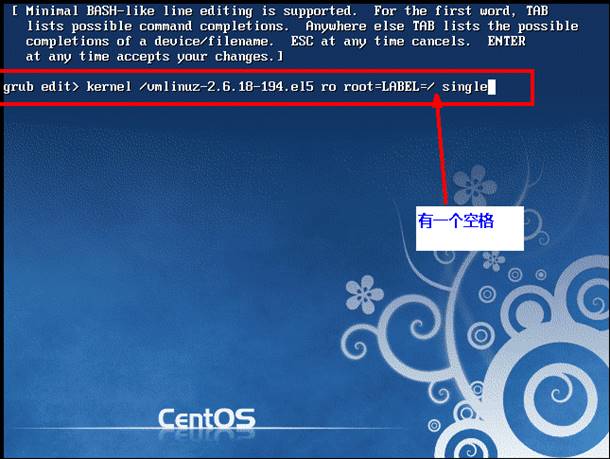 [ Minimal BASH-like line editing is supported.  For the first word, TAB
lists possible command completions.  Anywhere else TAB lists the possible
completions of a device/filename.  ESC at any time cancels.  ENTER
at any time accepts your changes.]
grub edit> kernel /vmlinuz-2.6.18-194.el5 ro root=LABEL=/ single
有一个空格
CentOS